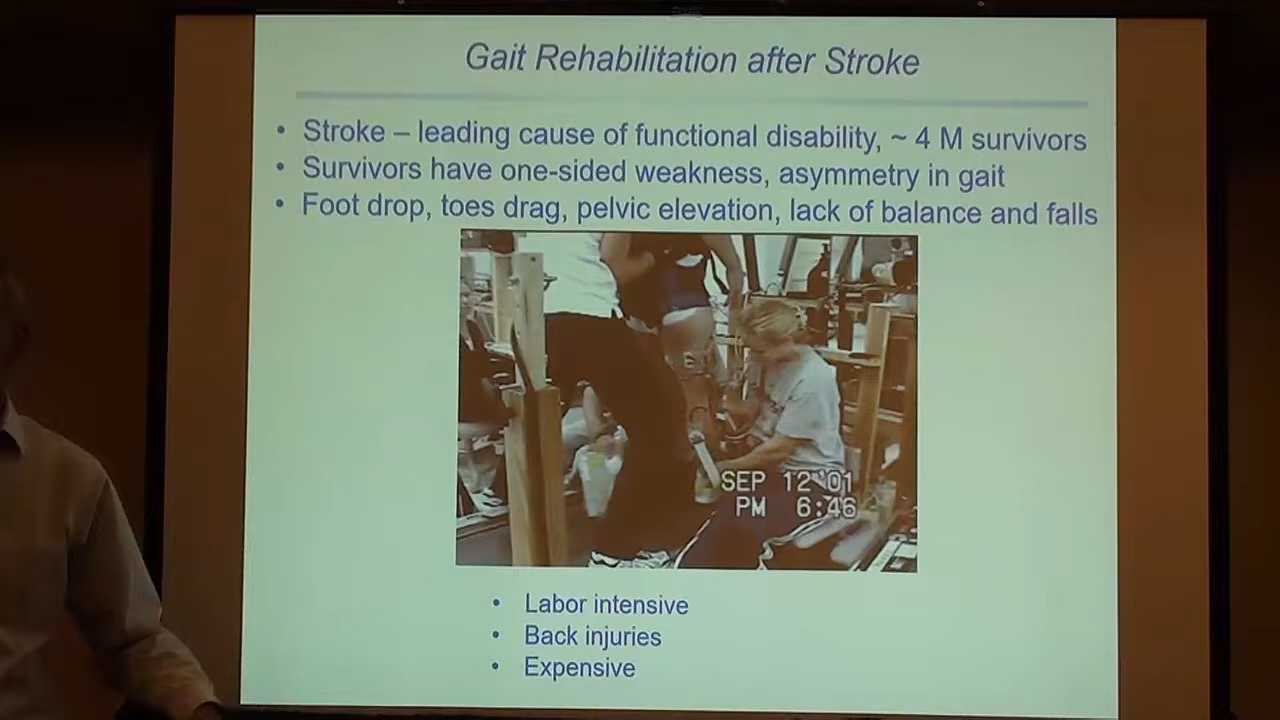 Gait Rehabilitation after Stroke
• Stroke – leading cause of functional disability, ~ 4 M survivors
• Survivors have one-sided weakness, asymmetry in gait
• Foot drop, toes drag, pelvic elevation, lack of balance and falls
SEP 12 '01
PM 6:46
• Labor intensive
• Back injuries
• Expensive